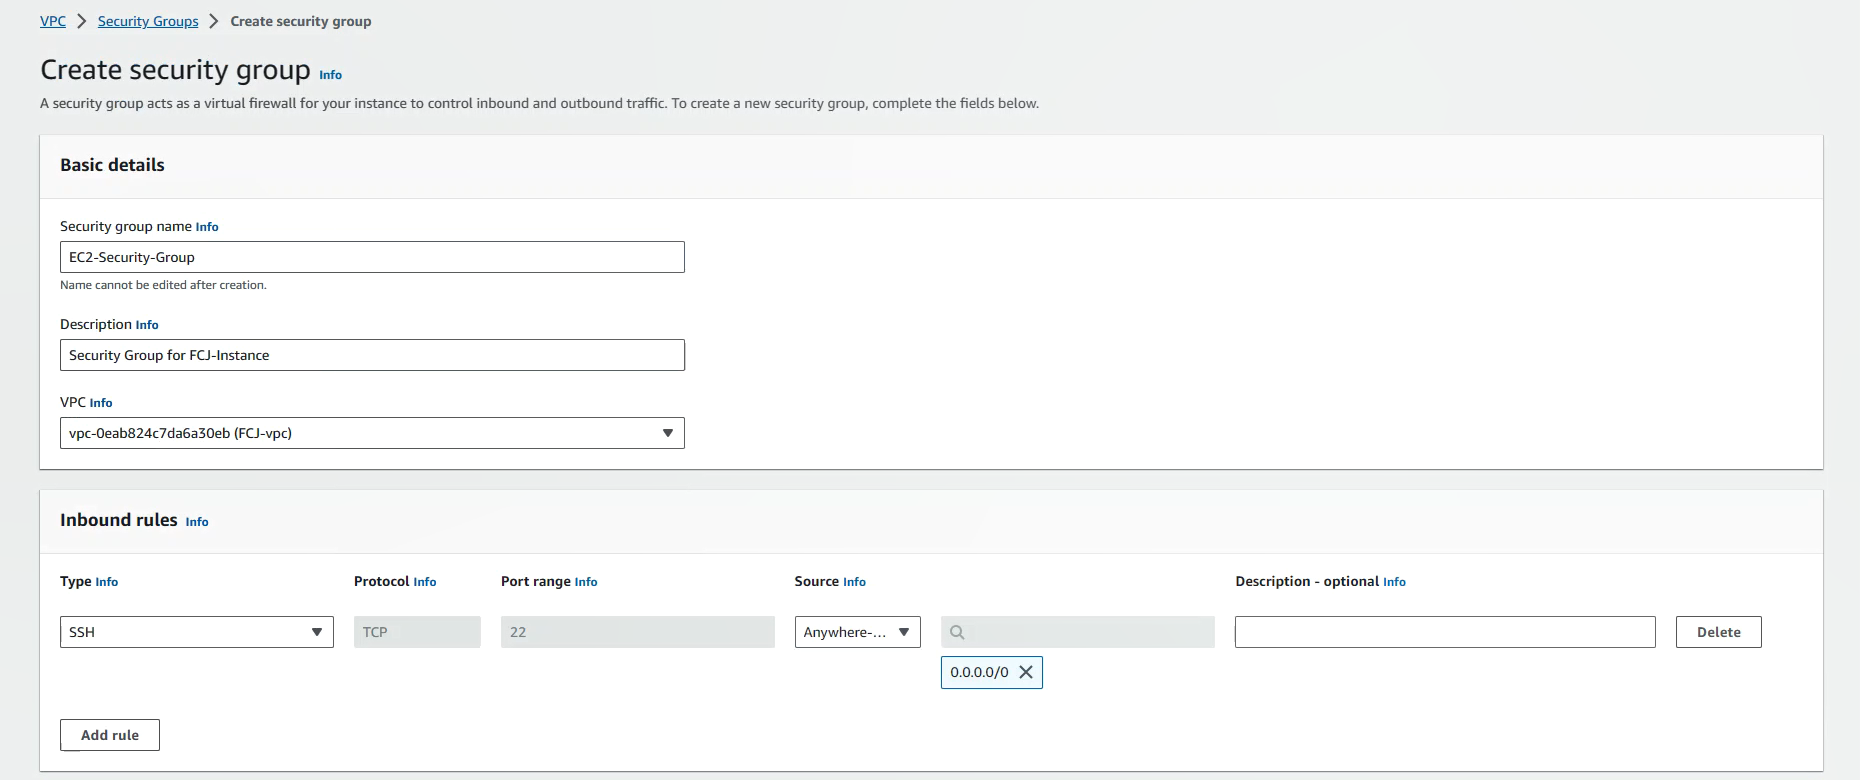 VPC > Security Groups > Create security group
Create security group Info
A security group acts as a virtual firewall for your instance to control inbound and outbound traffic. To create a new security group, complete the fields below.
Basic details
Security group name Info
EC2-Security-Group
Name cannot be edited after creation.
Description Info
Security Group for FCJ-Instance
VPC Info
vpc-0eab824c7da6a30eb (FCJ-vpc)
Inbound rules Info
Type Info Protocol Info Port range Info Source Info Description - optional Info
SSH TCP 22 Anywhere-... Delete
0.0.0.0/0
Add rule